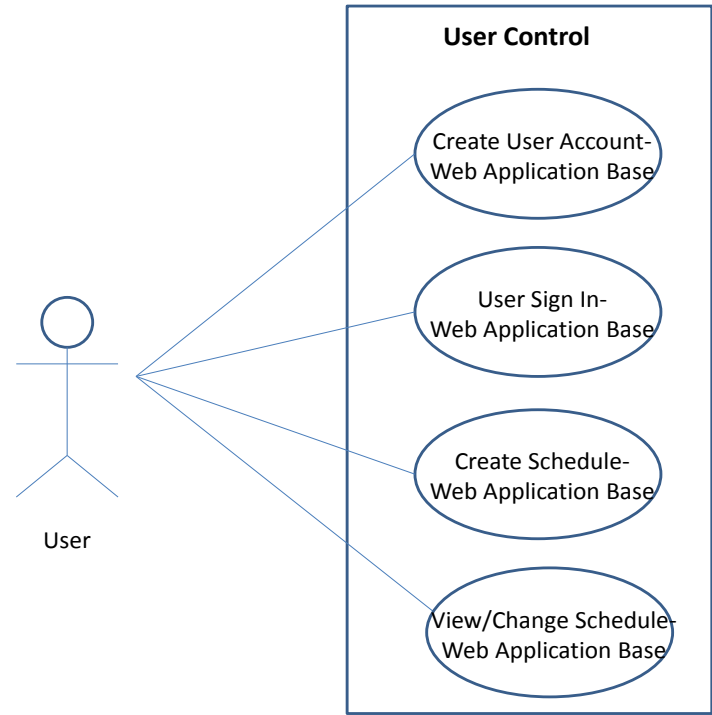 User Control
Create User Account-
Web Application Base
User Sign In-
Web Application Base
Create Schedule-
Web Application Base
User
View/Change Schedule-
Web Application Base